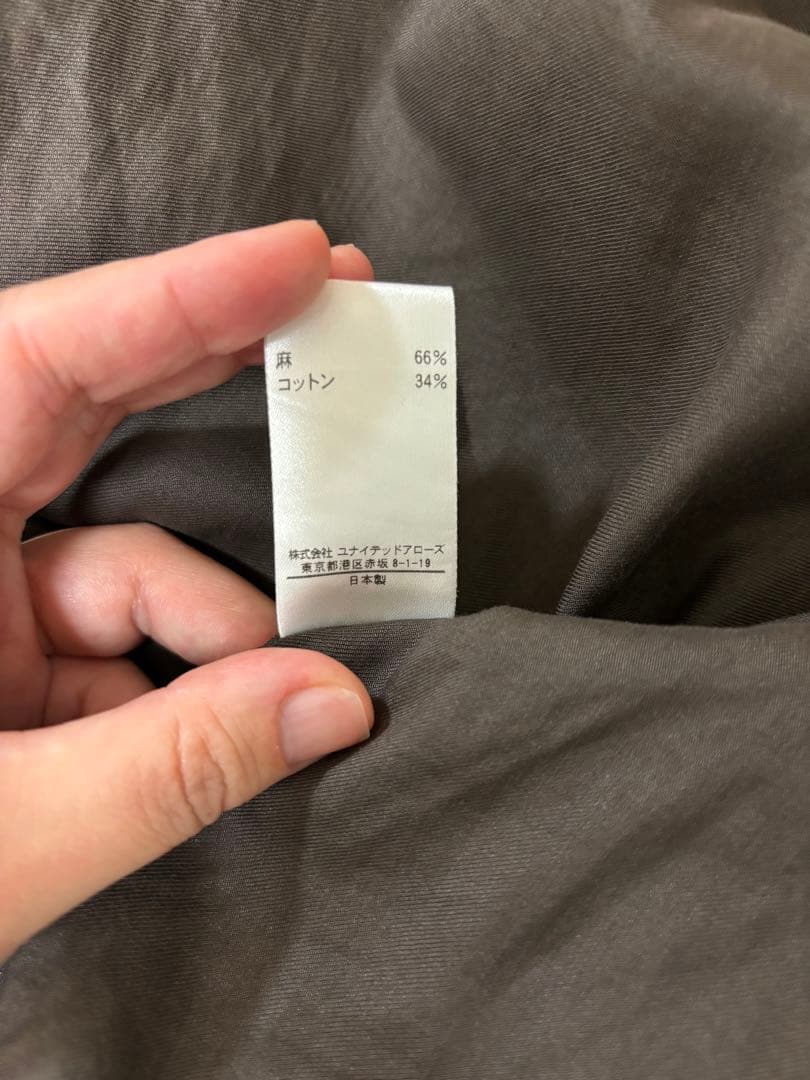 麻 66%
コットン 34%
株式会社 ユナイテッドアローズ
東京都港区赤坂 8-1-19
日本製